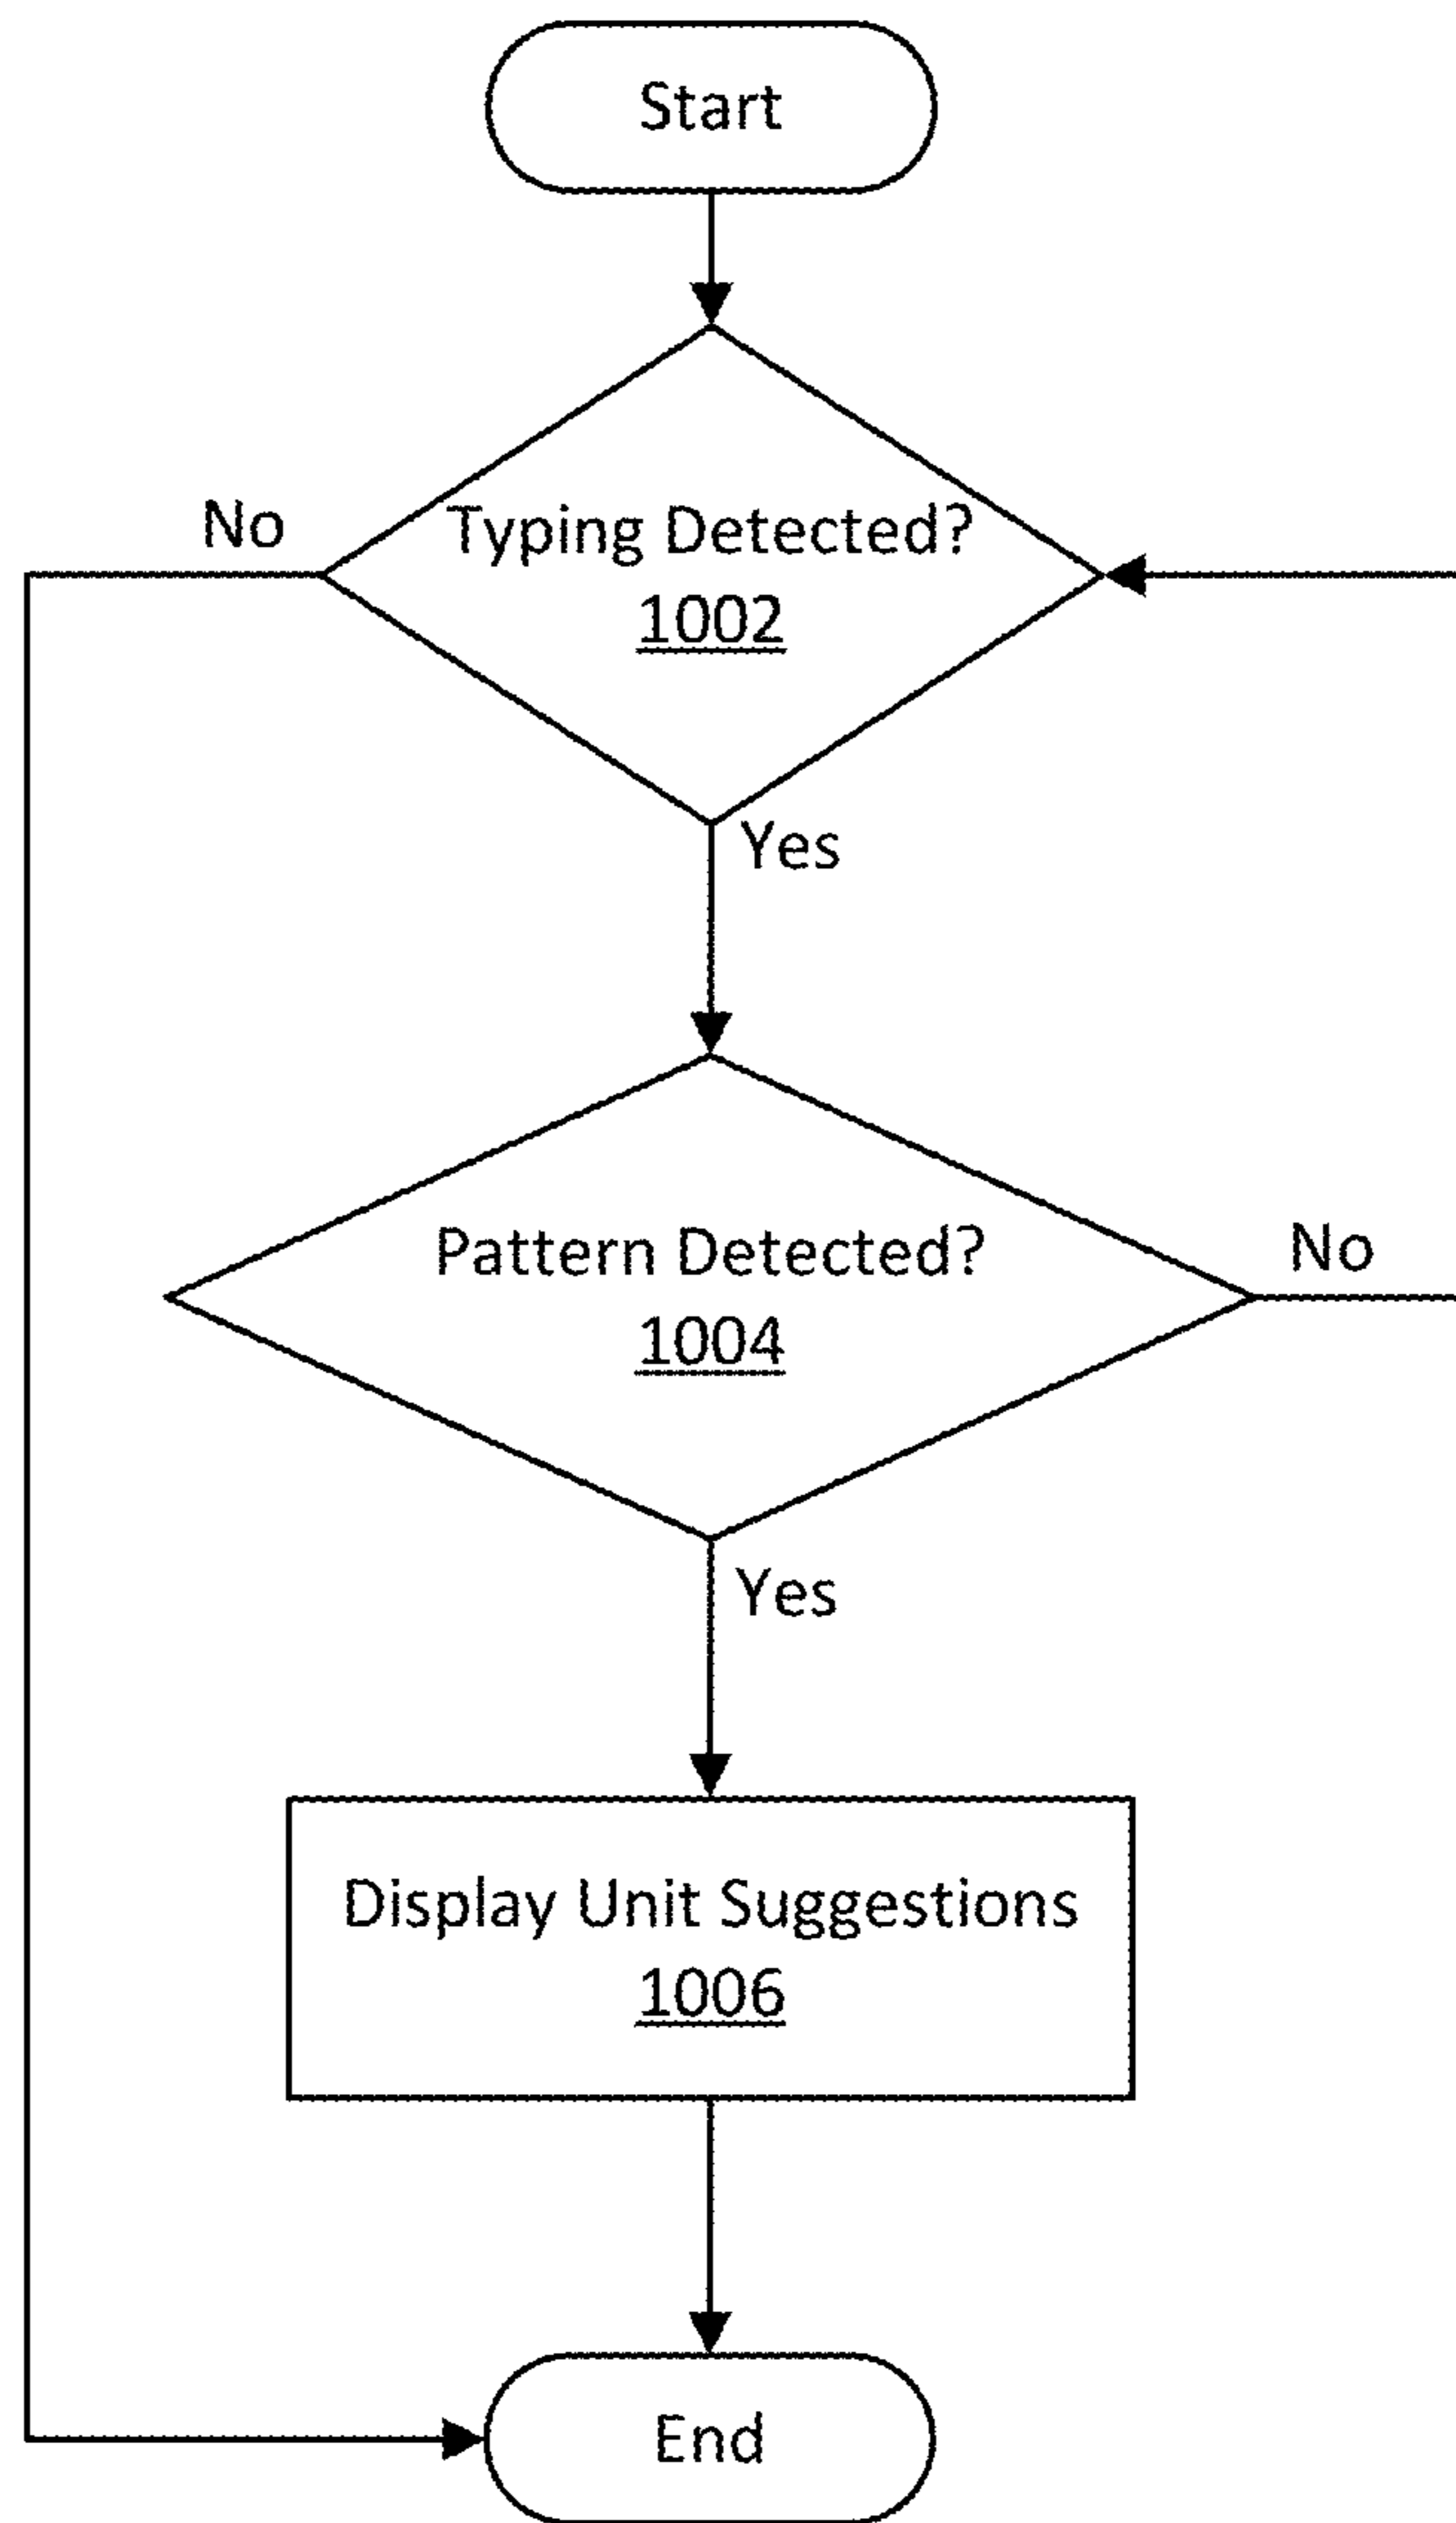 Start
No
Typing Detected?
1002
Yes
Pattern Detected?
1004
No
Yes
Display Unit Suggestions
1006
End